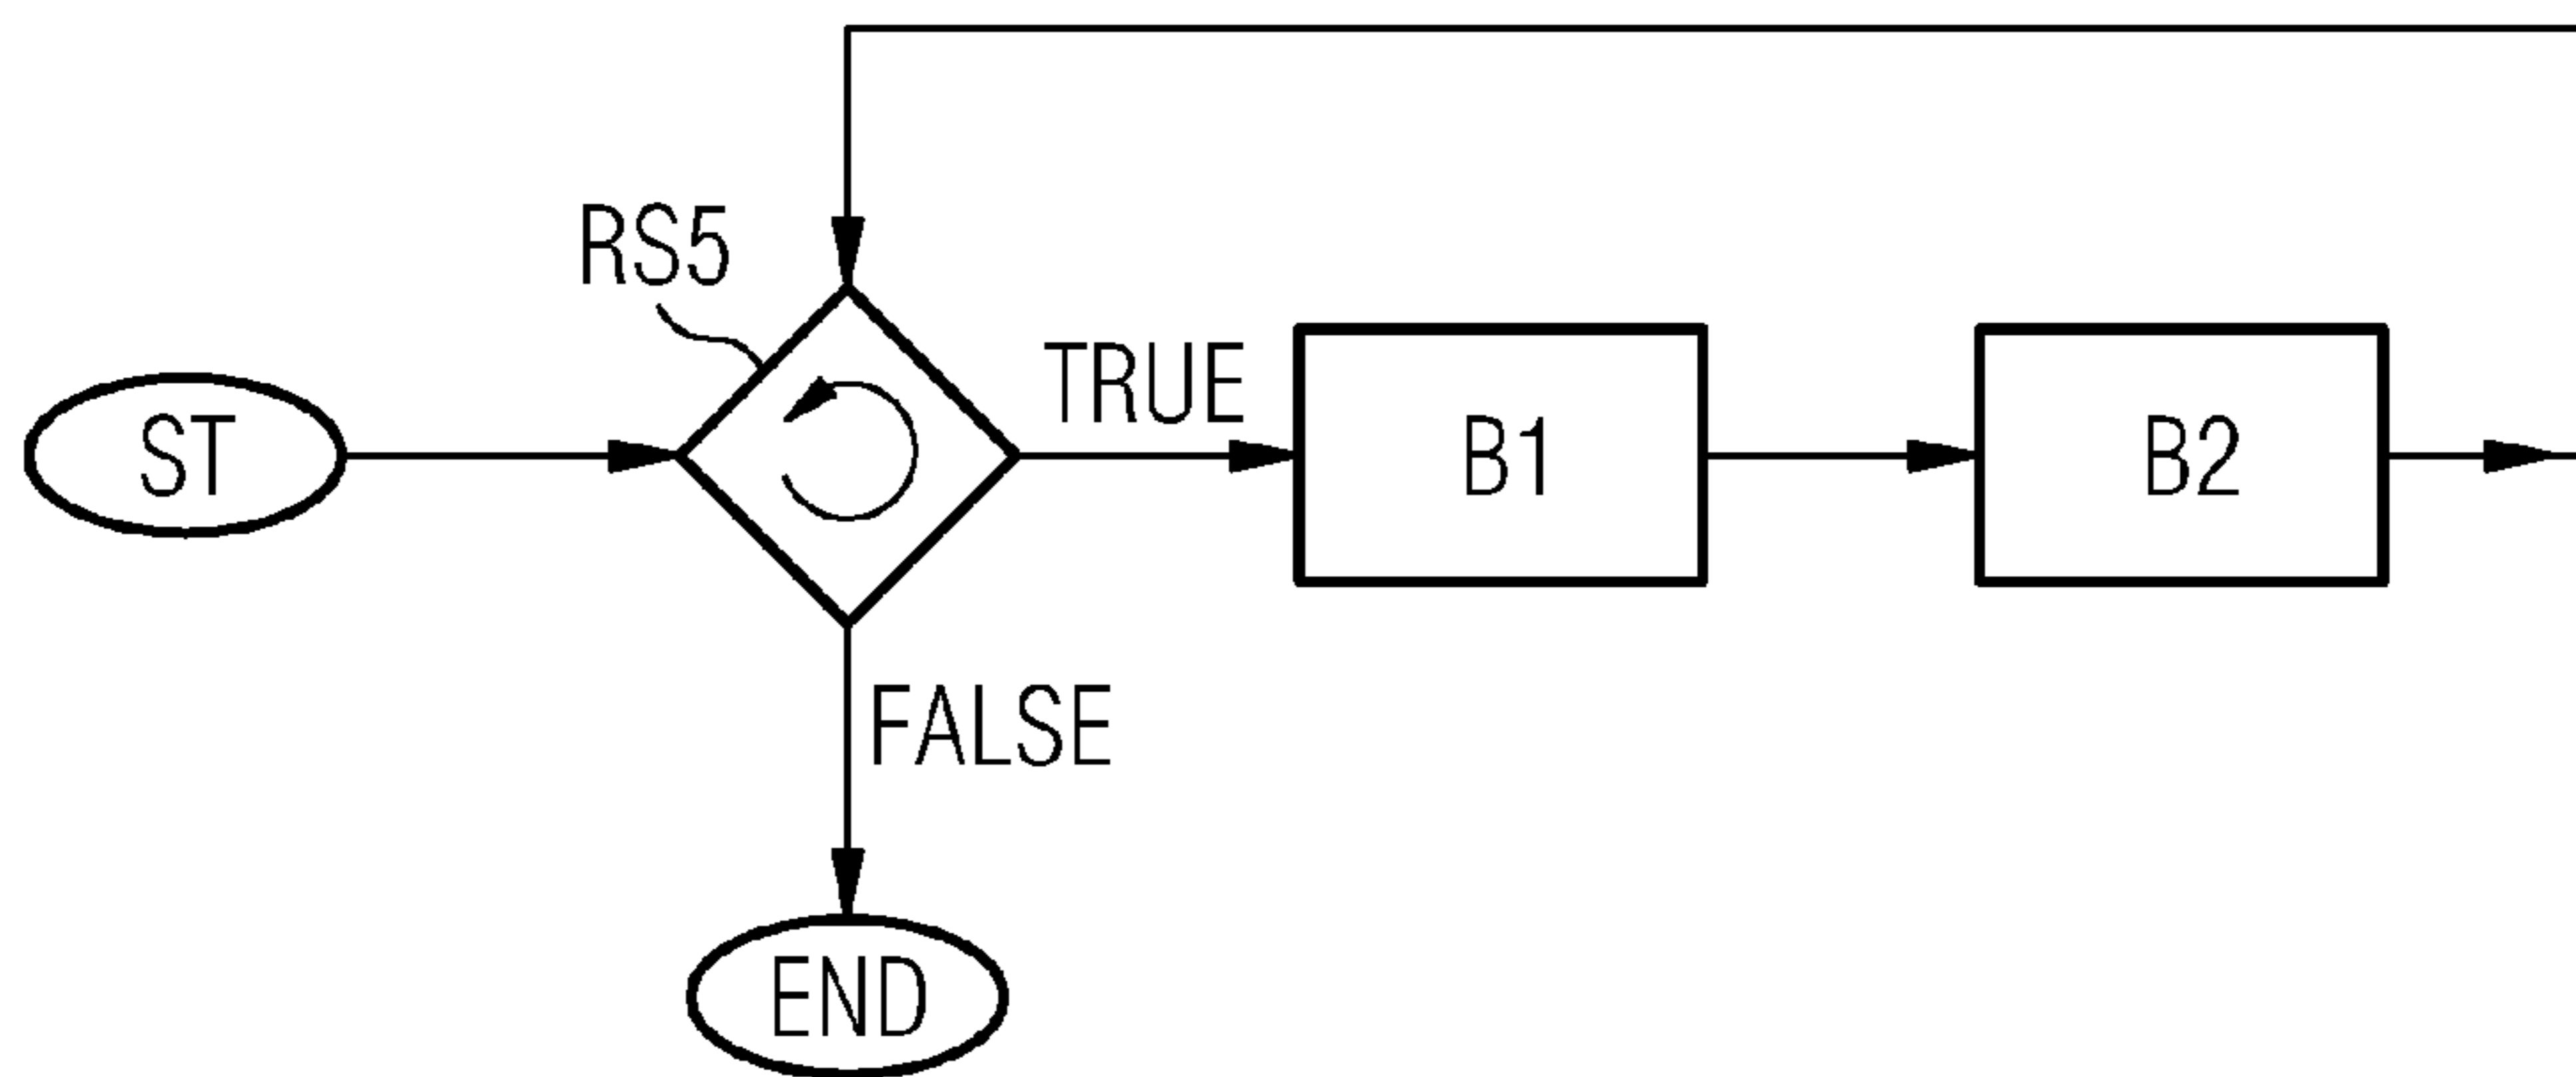 RS5
TRUE
ST
B1
B2
FALSE
END